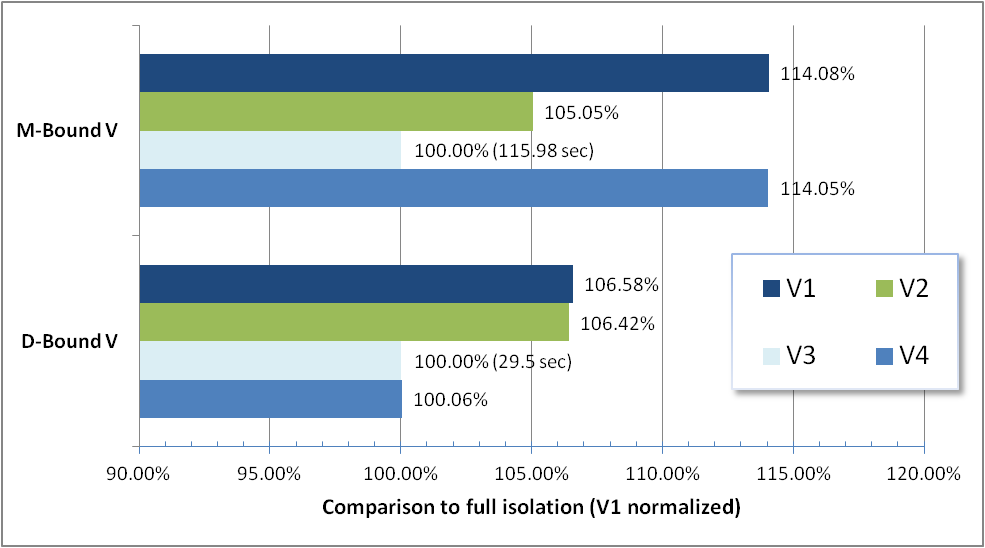 M-Bound V
114.08%
105.05%
100.00% (115.98 sec)
114.05%
D-Bound V
106.58%
106.42%
100.00% (29.5 sec)
100.06%
V1 V2
V3 V4
90.00% 95.00% 100.00% 105.00% 110.00% 115.00% 120.00%
Comparison to full isolation (V1 normalized)